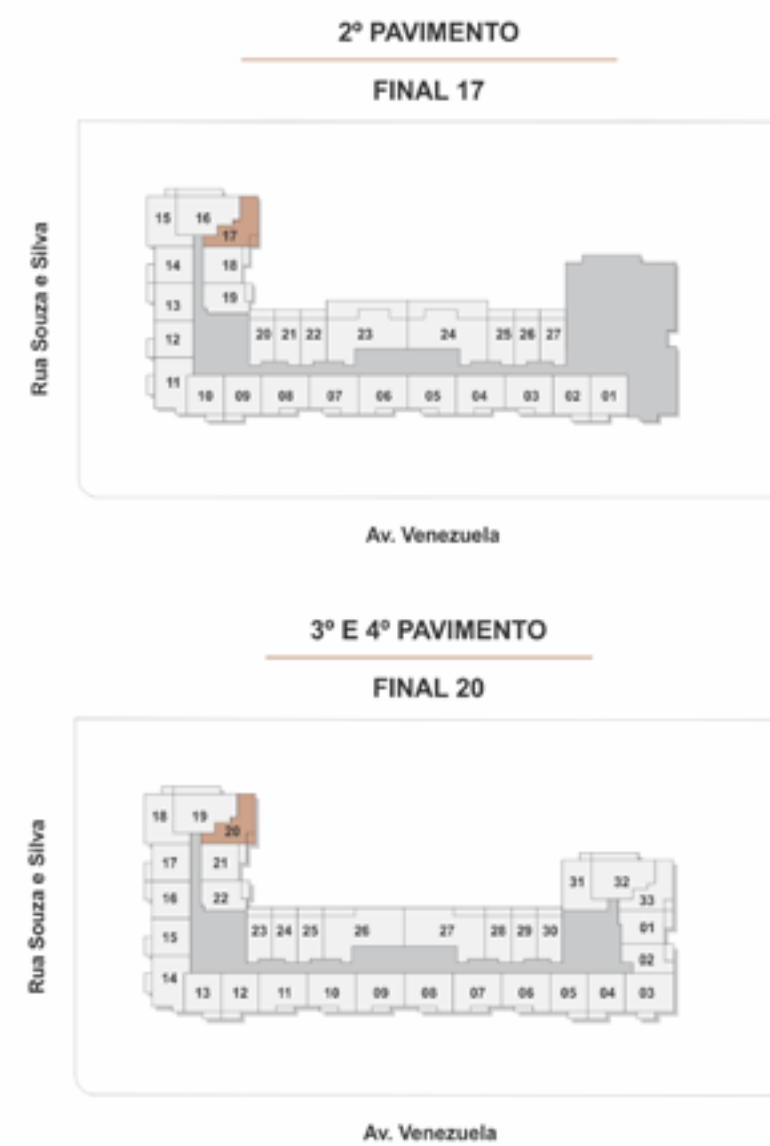 2º PAVIMENTO
FINAL 17
15 16
17
14 18
13 19
12 20 21 22 23 24 25 26 27
11
10 09 08 07 06 05 04 03 02 01
Rua Souza e Silva
Av. Venezuela
3º E 4º PAVIMENTO
FINAL 20
18 19
20
17 21
31 32
16 22
33
15 23 24 25 26 27 28 29 30
01
02
14
13 12 11 10 09 08 07 06 05 04 03
Rua Souza e Silva
Av. Venezuela